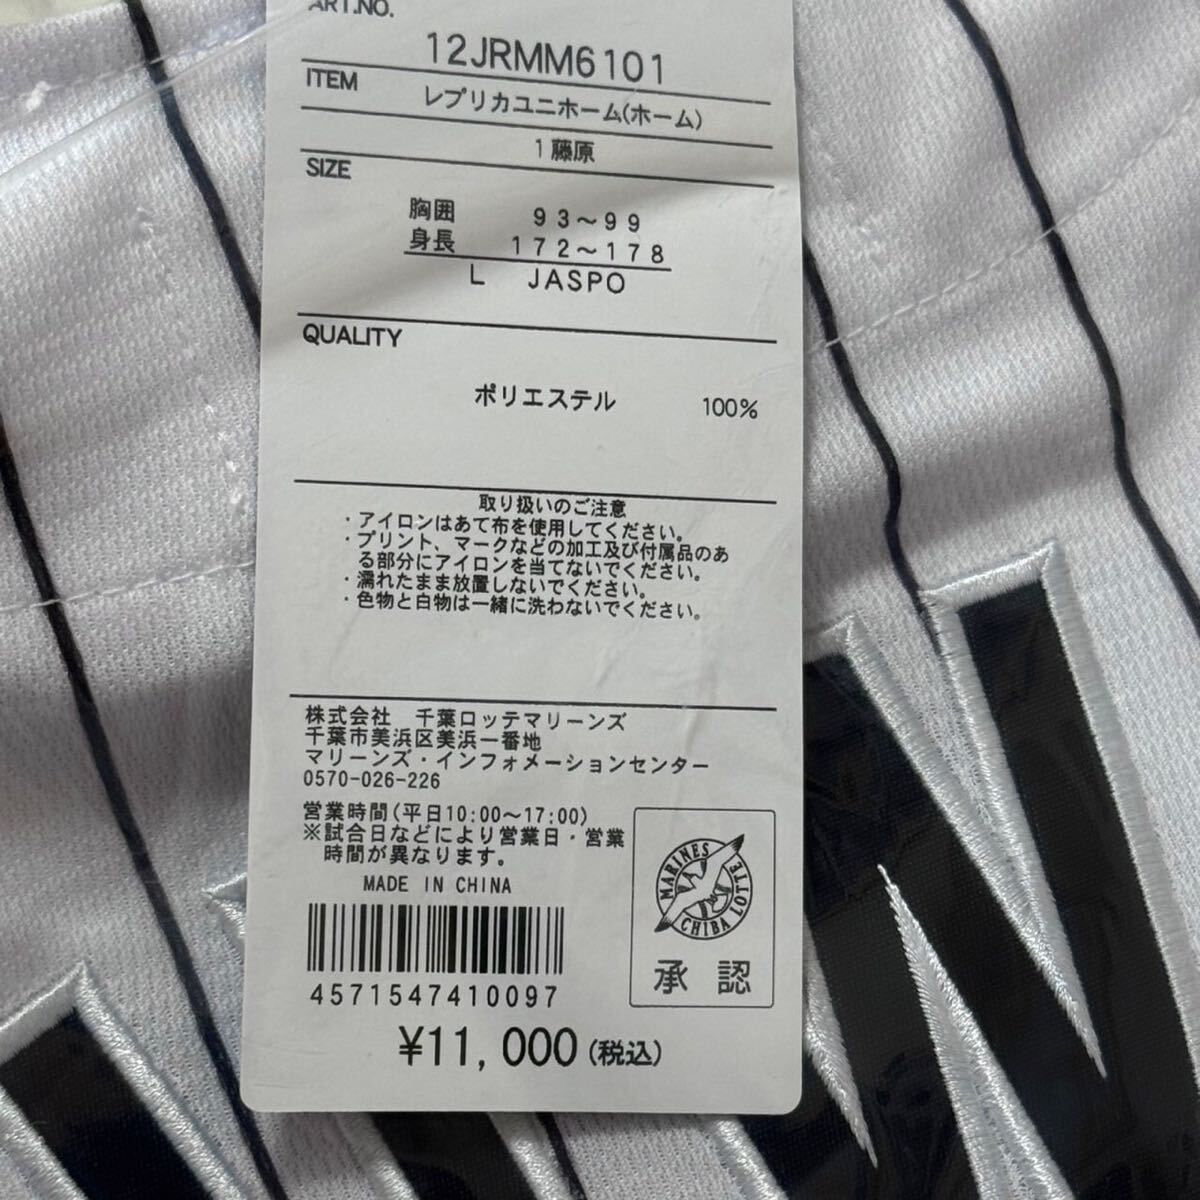 ART.NO.
12JRMM6101
ITEM
レプリカユニホーム(ホーム)
1藤原
SIZE
胸囲 93～99
身長 172～178
L JASPO
QUALITY
ポリエステル 100%
取り扱いのご注意
・アイロンはあて布を使用してください。
・プリント、マークなどの加工及び付属品のあ
る部分にアイロンを当てないでください。
・濡れたまま放置しないでください。
・色物と白物は一緒に洗わないでください。
株式会社 千葉ロッテマリーンズ
千葉市美浜区美浜一番地
マリーンズ・インフォメーションセンター
0570-026-226
営業時間(平日10:00～17:00)
※試合日などにより営業日・営業
時間が異なります。
MADE IN CHINA
MARINES
CHIBA LOTTE
承認
4571547410097
¥11,000(税込)